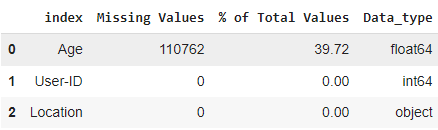 index Missing Values % of Total Values Data_type
0 Age 110762 39.72 float64
1 User-ID 0 0.00 int64
2 Location 0 0.00 object